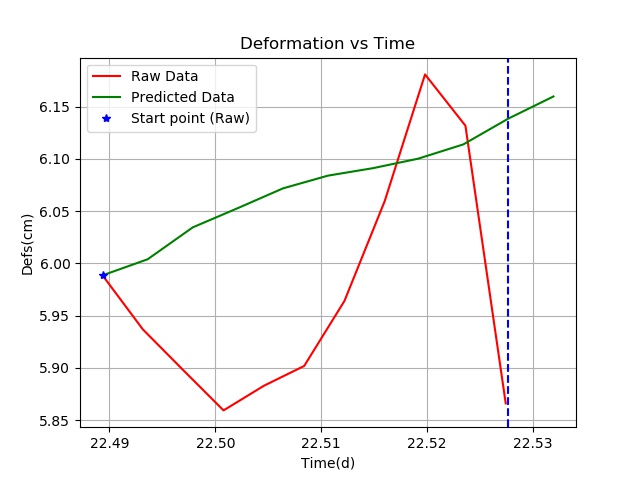 Deformation vs Time
Raw Data
Predicted Data
Start point (Raw)
Defs(cm)
6.15
6.10
6.05
6.00
5.95
5.90
5.85
22.49 22.50 22.51 22.52 22.53
Time(d)